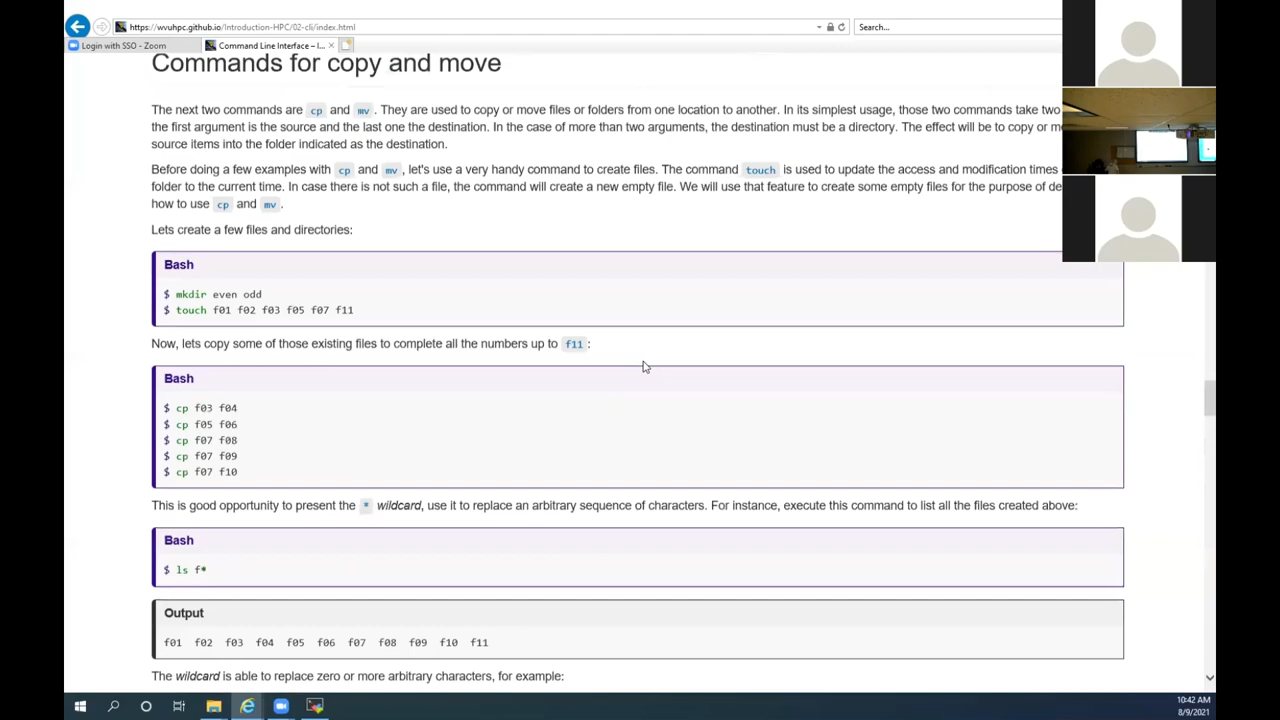 https://wvuhpc.github.io/Introduction-HPC/02-cli/index.html
Search...
Login with SSO - Zoom
Command Line Interface – I...
Commands for copy and move
The next two commands are cp and mv. They are used to copy or move files or folders from one location to another. In its simplest usage, those two commands take two
the first argument is the source and the last one the destination. In the case of more than two arguments, the destination must be a directory. The effect will be to copy or m
source items into the folder indicated as the destination.
Before doing a few examples with cp and mv, let's use a very handy command to create files. The command touch is used to update the access and modification times
folder to the current time. In case there is not such a file, the command will create a new empty file. We will use that feature to create some empty files for the purpose of de
how to use cp and mv.
Lets create a few files and directories:
Bash
$ mkdir even odd
$ touch f01 f02 f03 f05 f07 f11
Now, lets copy some of those existing files to complete all the numbers up to f11 :
Bash
$ cp f03 f04
$ cp f05 f06
$ cp f07 f08
$ cp f07 f09
$ cp f07 f10
This is good opportunity to present the * wildcard, use it to replace an arbitrary sequence of characters. For instance, execute this command to list all the files created above:
Bash
$ ls f*
Output
f01 f02 f03 f04 f05 f06 f07 f08 f09 f10 f11
The wildcard is able to replace zero or more arbitrary characters, for example:
10:42 AM
8/9/2021